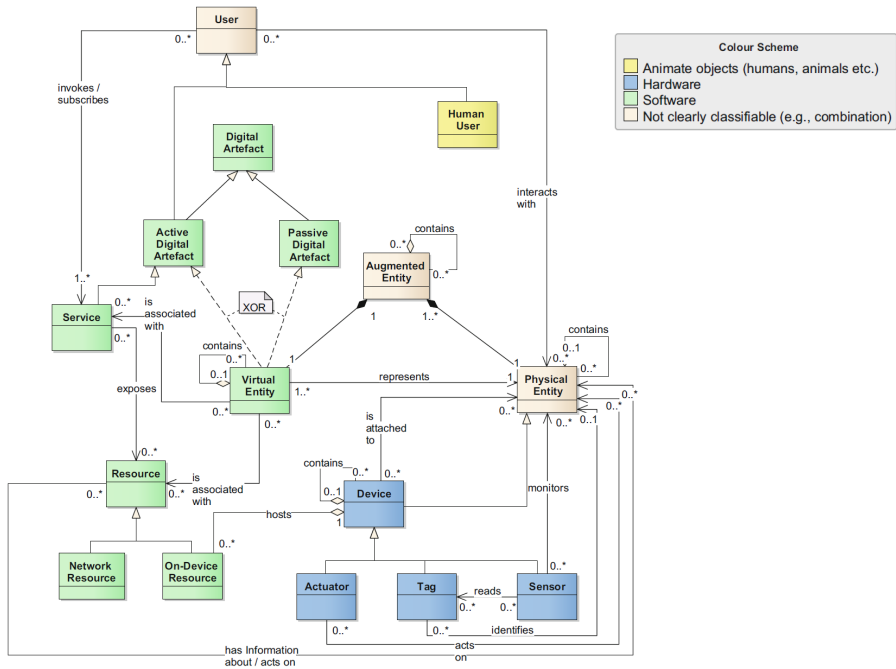 User
0..*
0..*
Colour Scheme
Animate objects (humans, animals etc.)
Hardware
Software
Not clearly classifiable (e.g., combination)
invokes /
subscribes
Human
User
Digital
Artefact
interacts
with
Active
Digital
Artefact
Passive
Digital
Artefact
contains
0..*
0..*
Augmented
Entity
1..*
0..*
is
associated
with
XOR
1
1..*
Service
0..*
contains
0..*
0..1
contains
0..1
0..*
0..*
Virtual
Entity
1
1..*
represents
1
1
Physical
Entity
exposes
0..*
0..*
is
attached
to
0..*
0..*
0..1
0..*
0..*
0..*
Resource
0..*
0..*
is
associated
with
contains
0..*
0..*
0..1
Device
1
monitors
hosts
0..*
Network
Resource
On-Device
Resource
Actuator
Tag
reads
0..*
0..*
Sensor
0..*
0..*
0..*
identifies
has Information
about / acts on
acts
on